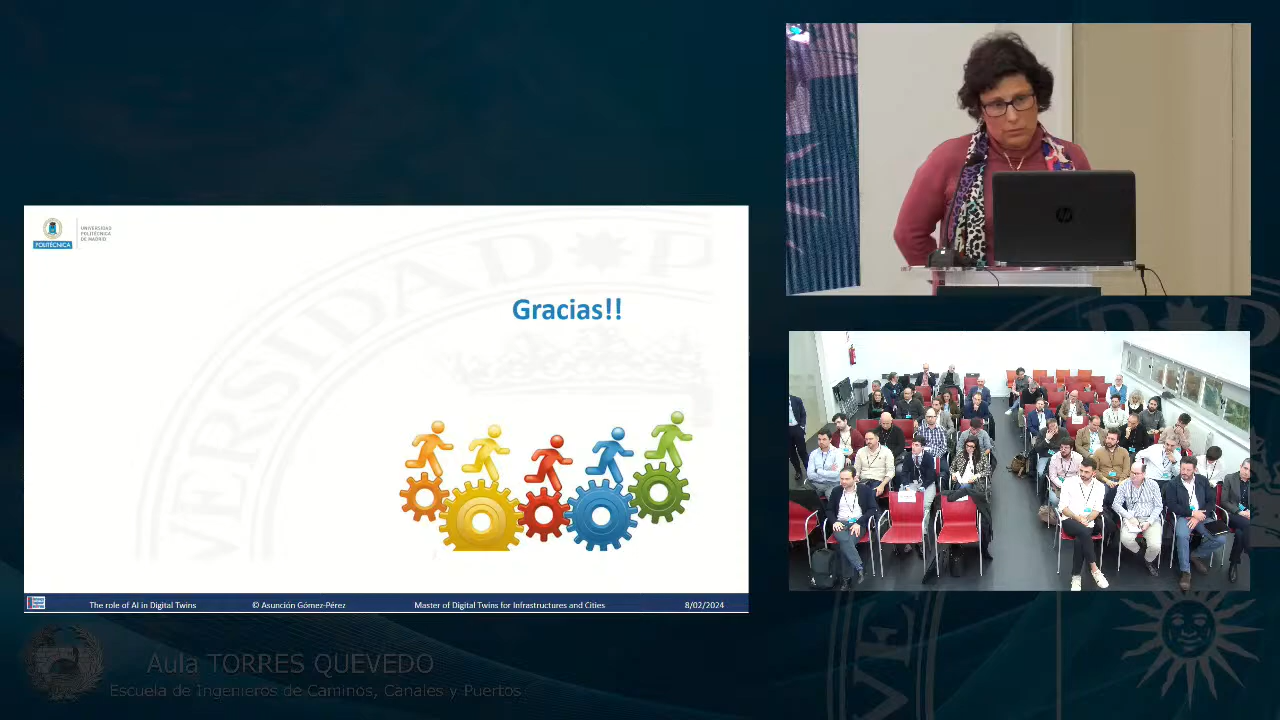 POLITÉCNICA
UNIVERSIDAD
POLITÉCNICA
DE MADRID
Gracias!!
The role of AI in Digital Twins
© Asunción Gómez-Pérez
Master of Digital Twins for Infrastructures and Cities
8/02/2024
Aula TORRES QUEVEDO
Escuela de Ingenieros de Caminos, Canales y Puertos